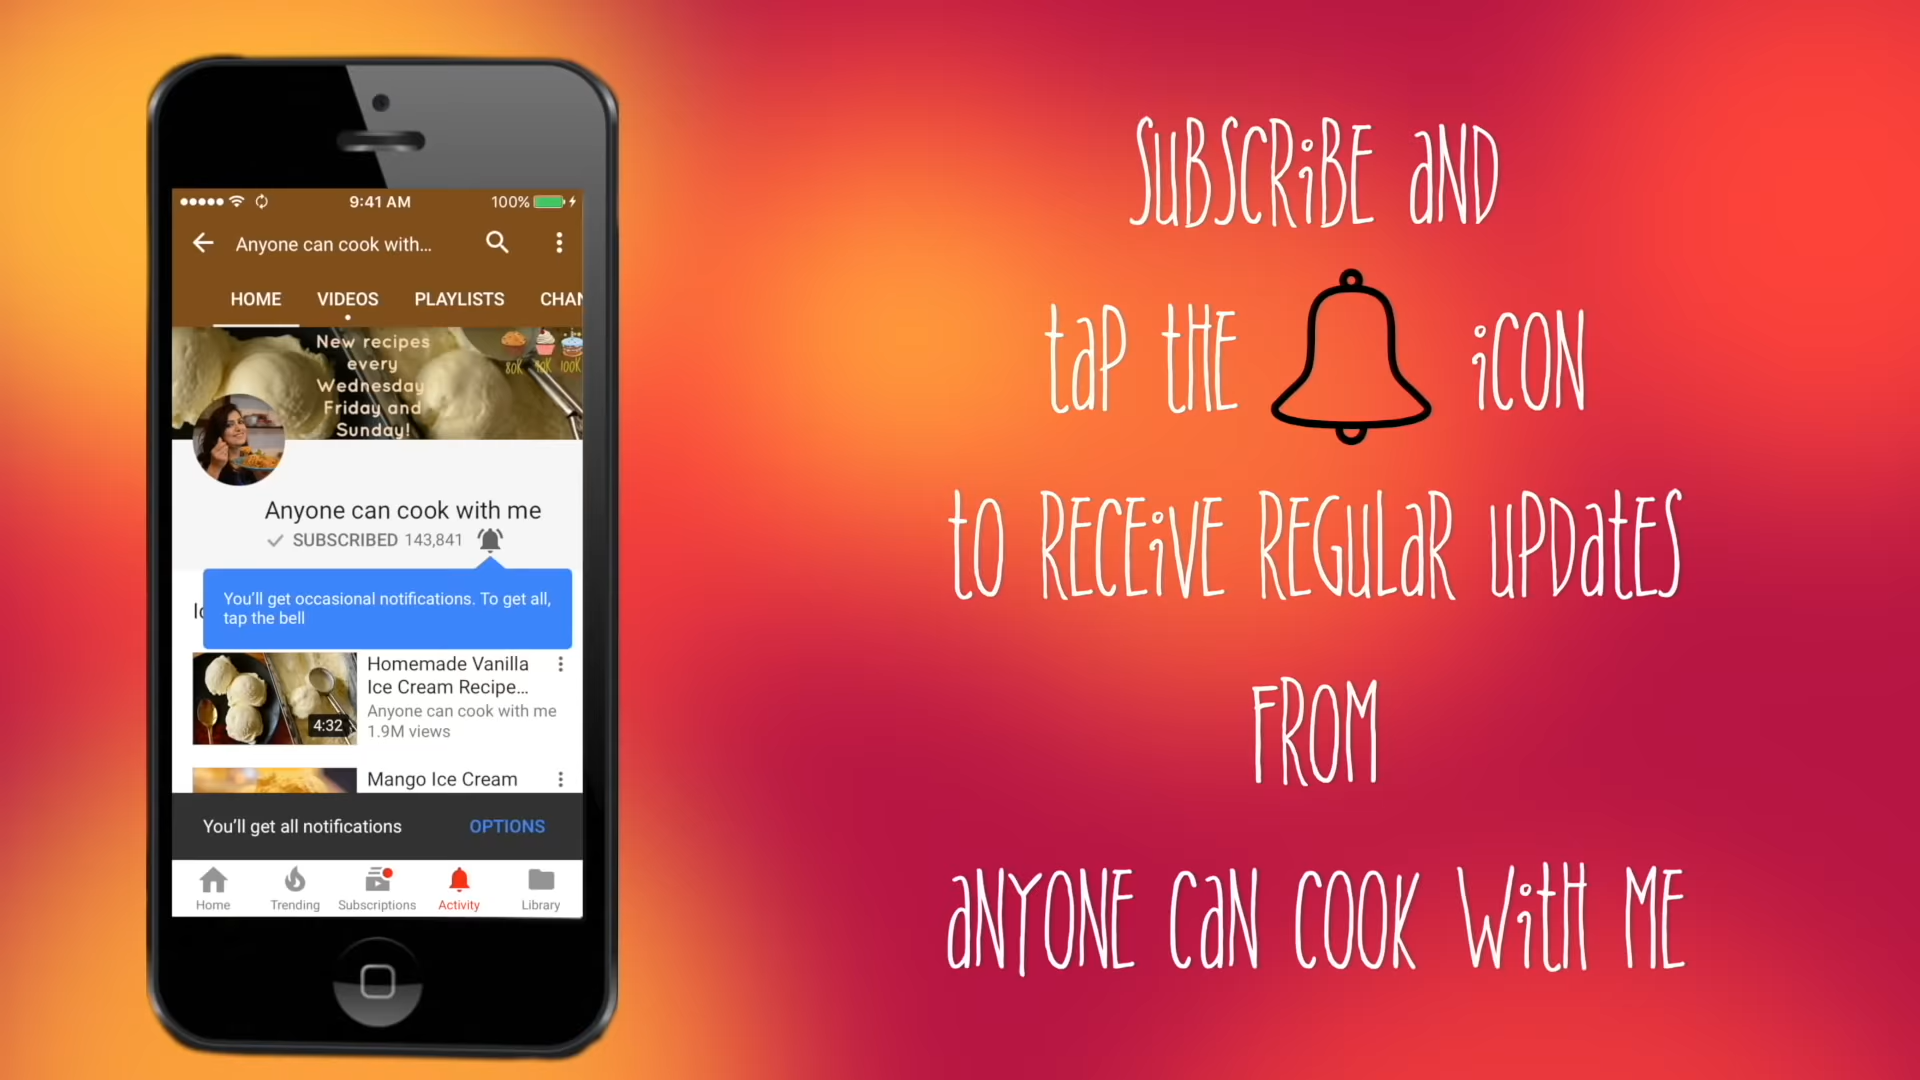 9:41 AM
100%
Anyone can cook with...
HOME VIDEOS PLAYLISTS CHAN
New recipes
every
Wednesday
Friday and
Sunday!
80K 90K 100K
Anyone can cook with me
SUBSCRIBED 143,841
You'll get occasional notifications. To get all,
tap the bell
Homemade Vanilla
Ice Cream Recipe...
Anyone can cook with me
1.9M views
4:32
Mango Ice Cream
You'll get all notifications OPTIONS
Home Trending Subscriptions Activity Library
SUBSCRiBE aND
taP tHE iCON
tO RECEiVE REGULaR UPDatES
FROM
aNYONE CaN COOK WitH ME